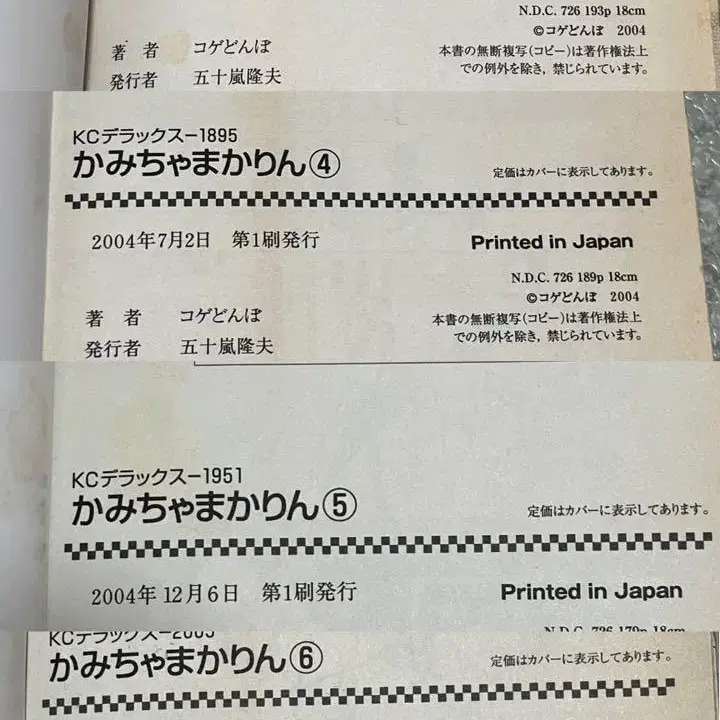 N.D.C. 726 193p 18cm
©コゲどんぼ 2004
著 者 コゲどんぼ
本書の無断複写(コピー)は著作権法上
での例外を除き,禁じられています。
発行者 五十嵐隆夫
KCデラックス-1895
かみちゃまかりん④
定価はカバーに表示してあります。
2004年7月2日 第1刷発行
Printed in Japan
N.D.C. 726 189p 18cm
©コゲどんぼ 2004
著 者 コゲどんぼ
本書の無断複写(コピー)は著作権法上
での例外を除き,禁じられています。
発行者 五十嵐隆夫
KCデラックス-1951
かみちゃまかりん⑤
定価はカバーに表示してあります。
2004年12月6日 第1刷発行
Printed in Japan
N.D.C. 726 179p 18cm
KCデラックス-2005
かみちゃまかりん⑥
定価はカバーに表示してあります。